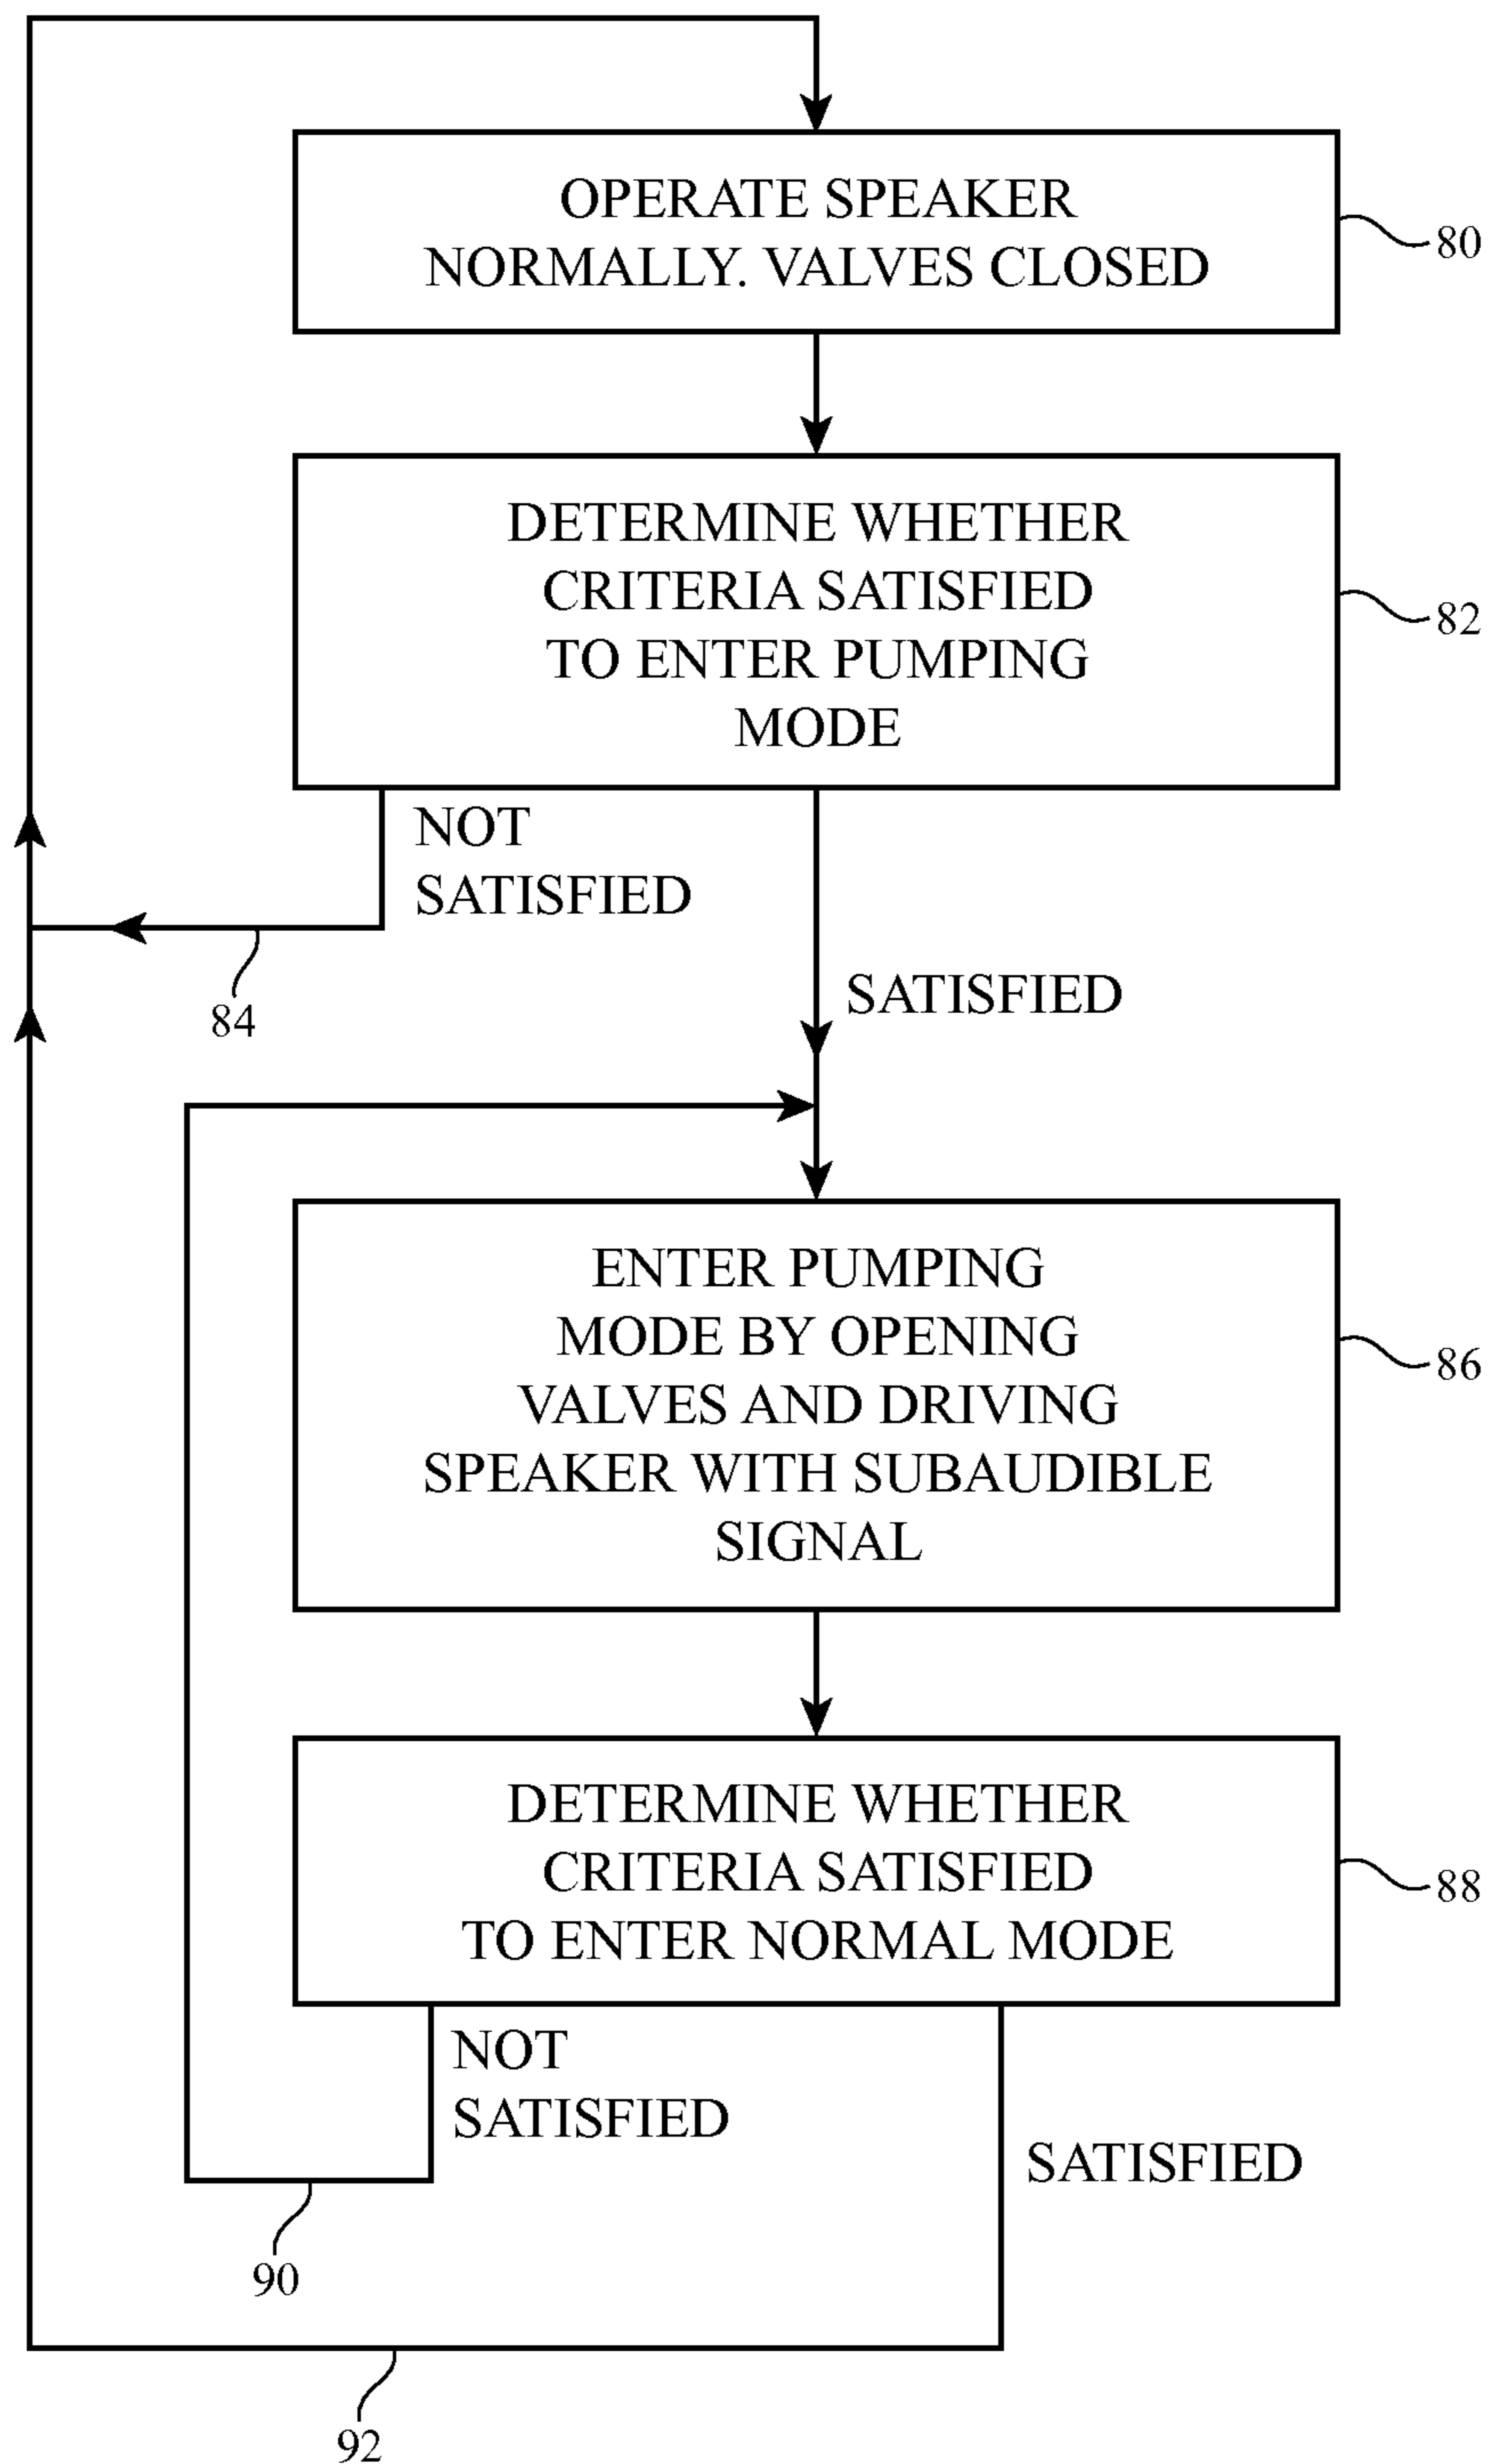 OPERATE SPEAKER
NORMALLY. VALVES CLOSED
80
DETERMINE WHETHER
CRITERIA SATISFIED
TO ENTER PUMPING
MODE
82
NOT
SATISFIED
84
SATISFIED
ENTER PUMPING
MODE BY OPENING
VALVES AND DRIVING
SPEAKER WITH SUBAUDIBLE
SIGNAL
86
DETERMINE WHETHER
CRITERIA SATISFIED
TO ENTER NORMAL MODE
88
NOT
SATISFIED
SATISFIED
90
92